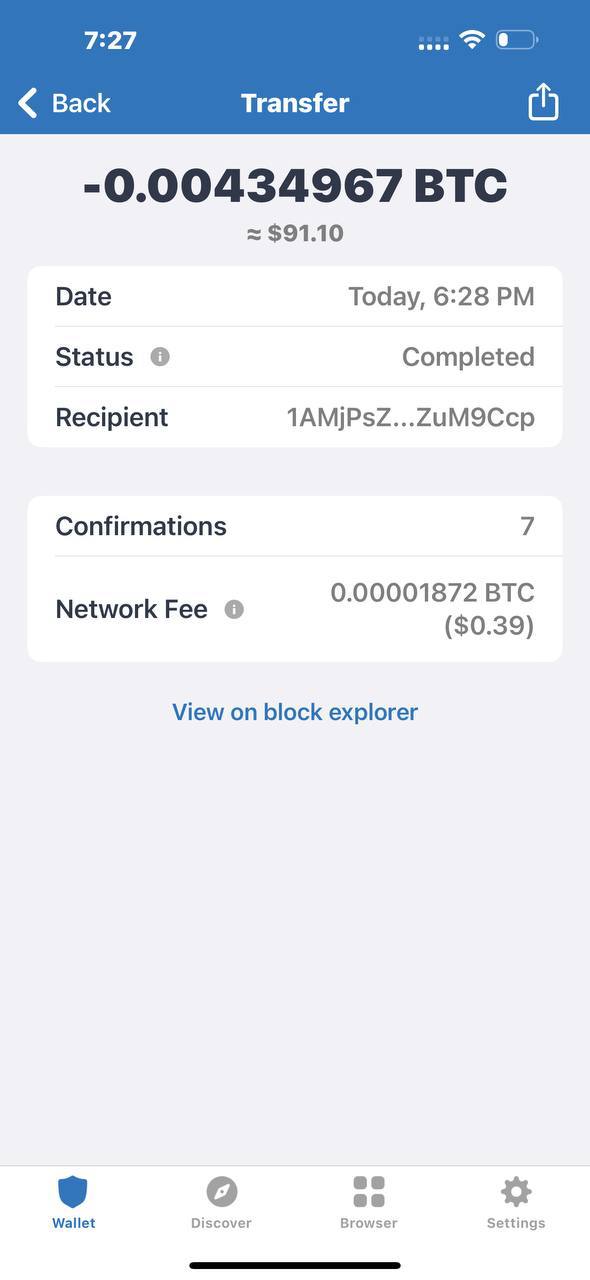 7:27
Back
Transfer
-0.00434967 BTC
≈ $91.10
Date
Today, 6:28 PM
Status
Completed
Recipient
1AMjPsZ...ZuM9Ccp
Confirmations
7
Network Fee
0.00001872 BTC
($0.39)
View on block explorer
Wallet
Discover
Browser
Settings